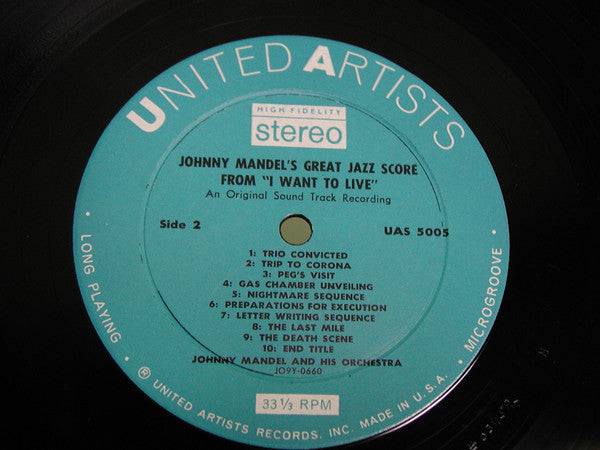 UNITED ARTISTS
HIGH-FIDELITY
stereo
JOHNNY MANDEL'S GREAT JAZZ SCORE
FROM "I WANT TO LIVE"
An Original Sound Track Recording
Side 2
UAS 5005
1: TRIO CONVICTED
2: TRIP TO CORONA
3: PEG'S VISIT
4: GAS CHAMBER UNVEILING
5: NIGHTMARE SEQUENCE
6: PREPARATIONS FOR EXECUTION
7: LETTER WRITING SEQUENCE
8: THE LAST MILE
9: THE DEATH SCENE
10: END TITLE
JOHNNY MANDEL AND HIS ORCHESTRA
JO9Y-0660
33 1/3 RPM
• LONG PLAYING •
® UNITED ARTISTS RECORDS, INC. MADE IN U.S.A.
• MICROGROOVE •